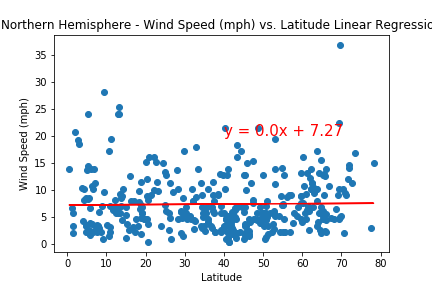 Northern Hemisphere - Wind Speed (mph) vs. Latitude Linear Regressio
35
30
25
20
15
10
5
0
Wind Speed (mph)
y = 0.0x + 7.27
0 10 20 30 40 50 60 70 80
Latitude